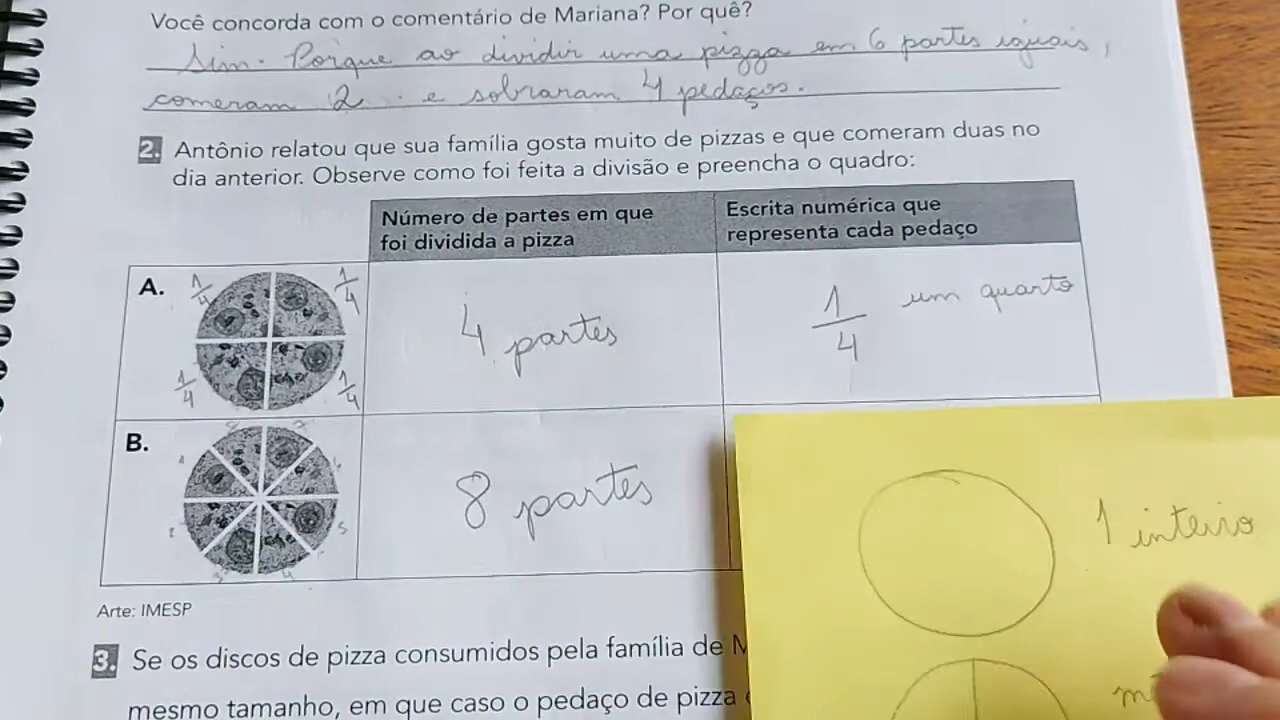 Você concorda com o comentário de Mariana? Por quê?
Sim. Porque ao dividir uma pizza em 6 partes iguais,
comeram 2 e sobraram 4 pedaços.
2. Antônio relatou que sua família gosta muito de pizzas e que comeram duas no
dia anterior. Observe como foi feita a divisão e preencha o quadro:
Número de partes em que
foi dividida a pizza
Escrita numérica que
representa cada pedaço
A.
1/4
1/4
1/4
1/4
4 partes
1/4 um quarto
B.
8 partes
1 inteiro
Arte: IMESP
3. Se os discos de pizza consumidos pela família de
mesmo tamanho, em que caso o pedaço de pizza